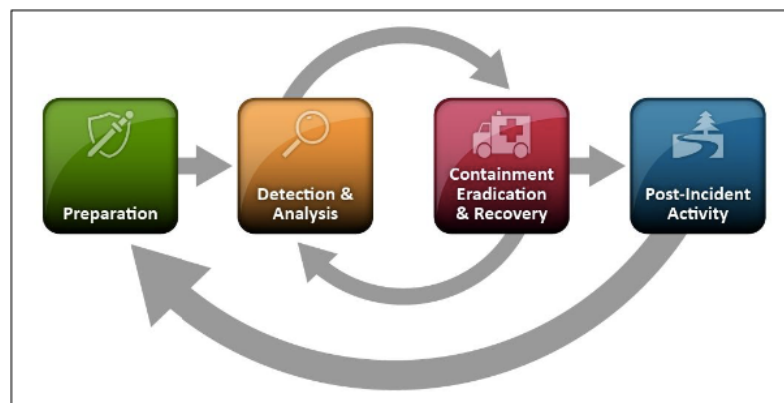 Preparation
Detection &
Analysis
Containment
Eradication
& Recovery
Post-Incident
Activity